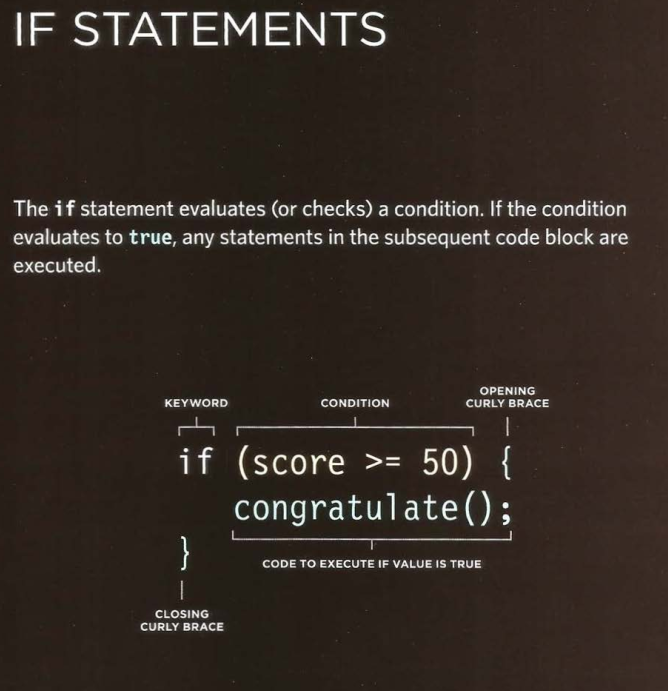 IF STATEMENTS
The if statement evaluates (or checks) a condition. If the condition
evaluates to true, any statements in the subsequent code block are
executed.
KEYWORD
CONDITION
OPENING
CURLY BRACE
if (score >= 50) {
congratulate();
}
CODE TO EXECUTE IF VALUE IS TRUE
CLOSING
CURLY BRACE